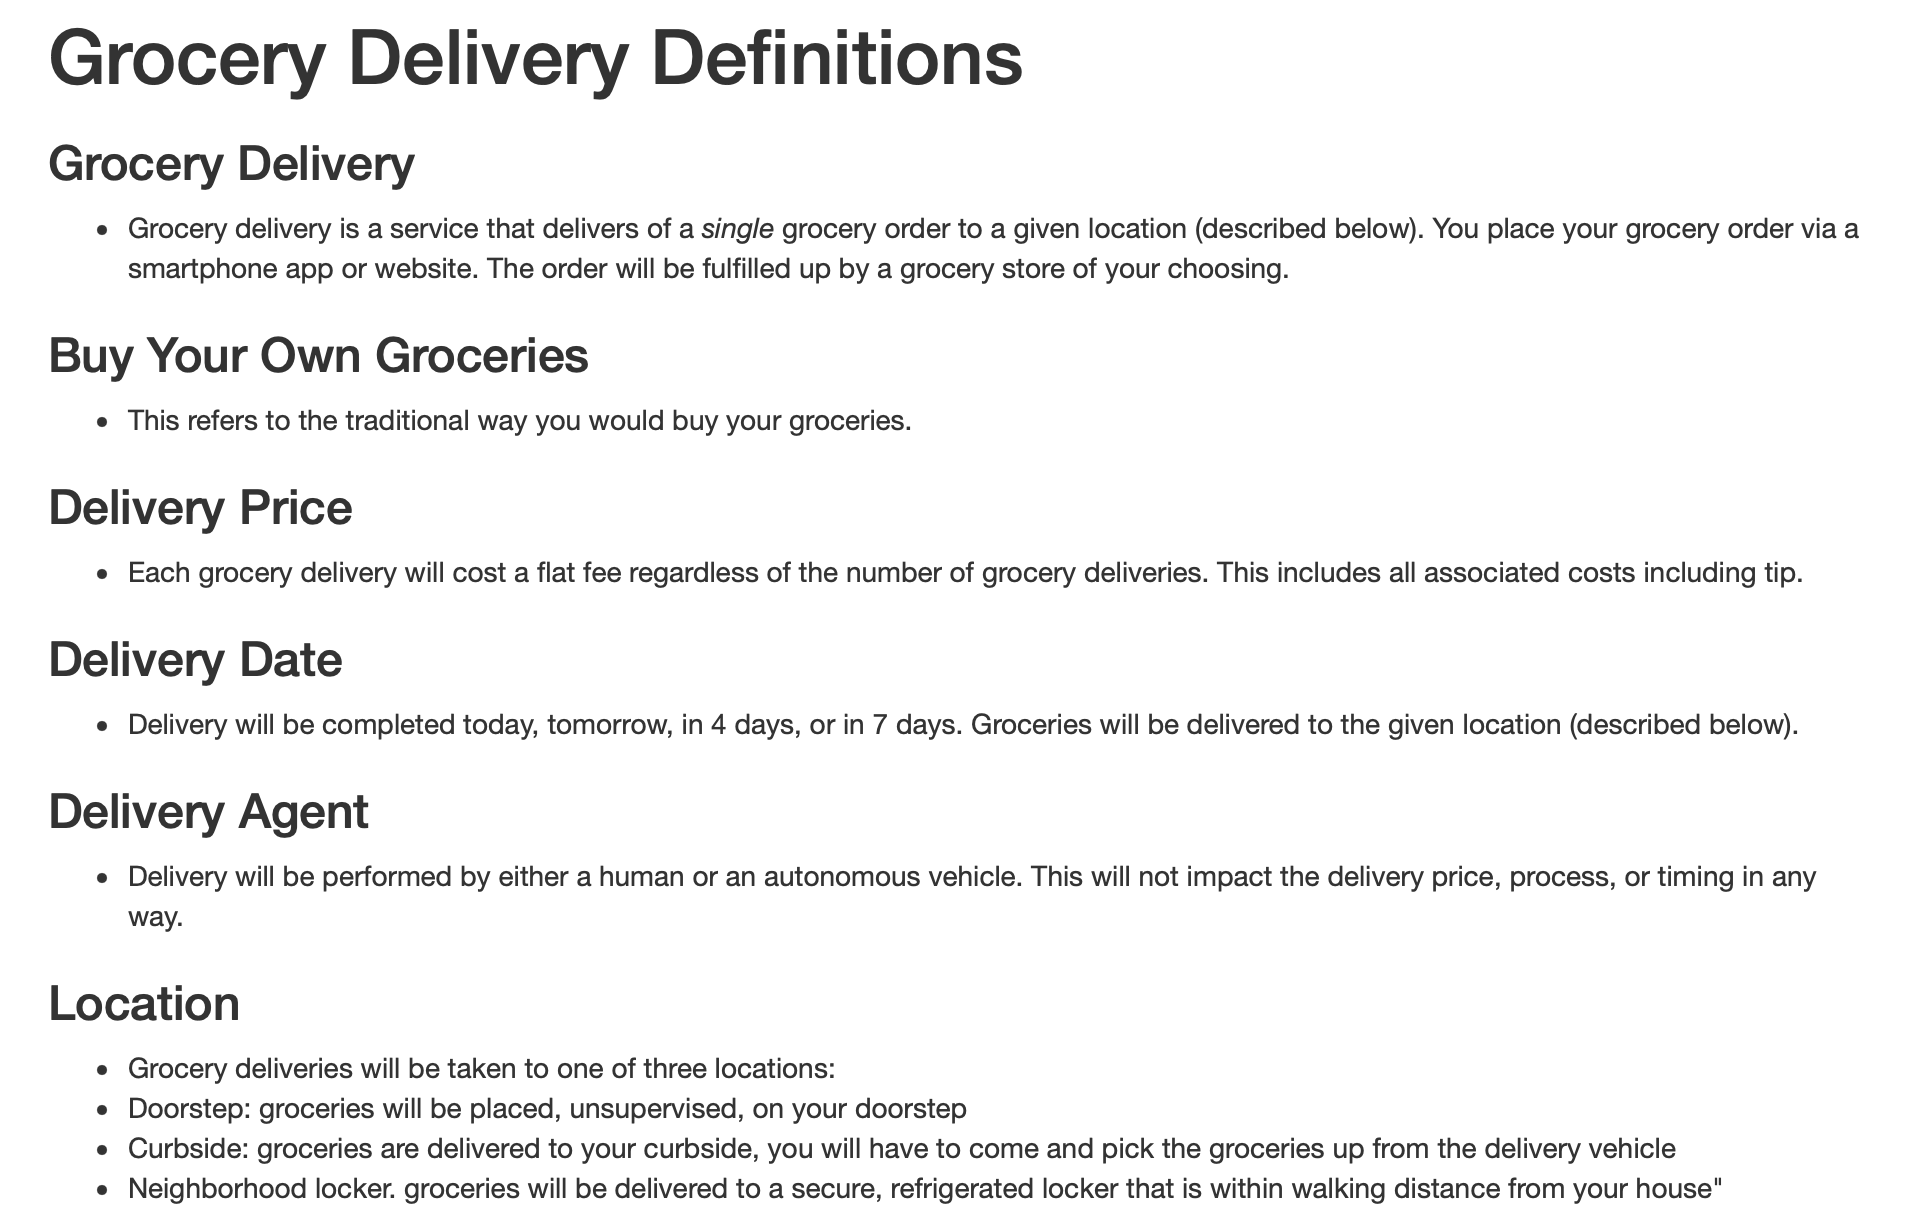 Grocery Delivery Definitions
Grocery Delivery
• Grocery delivery is a service that delivers of a single grocery order to a given location (described below). You place your grocery order via a
smartphone app or website. The order will be fulfilled up by a grocery store of your choosing.
Buy Your Own Groceries
• This refers to the traditional way you would buy your groceries.
Delivery Price
• Each grocery delivery will cost a flat fee regardless of the number of grocery deliveries. This includes all associated costs including tip.
Delivery Date
• Delivery will be completed today, tomorrow, in 4 days, or in 7 days. Groceries will be delivered to the given location (described below).
Delivery Agent
• Delivery will be performed by either a human or an autonomous vehicle. This will not impact the delivery price, process, or timing in any
way.
Location
• Grocery deliveries will be taken to one of three locations:
• Doorstep: groceries will be placed, unsupervised, on your doorstep
• Curbside: groceries are delivered to your curbside, you will have to come and pick the groceries up from the delivery vehicle
• Neighborhood locker. groceries will be delivered to a secure, refrigerated locker that is within walking distance from your house"